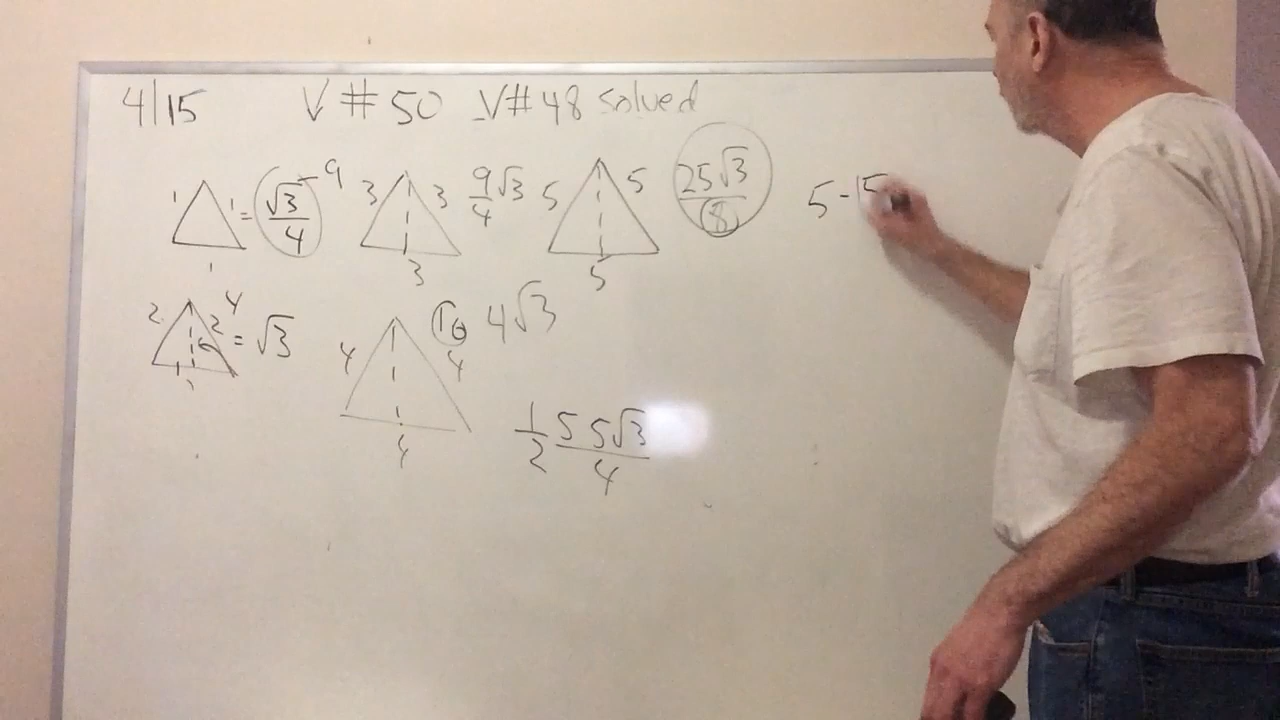 4/15 V # 50 V# 48 Solved
1 1 = √3/4 9 3 3 9√3/4 5 5 25√3/(8) 5-15
1 3 5
2 4 2 = √3 4 16 4√3 4
4
1/2 5 5√3/4